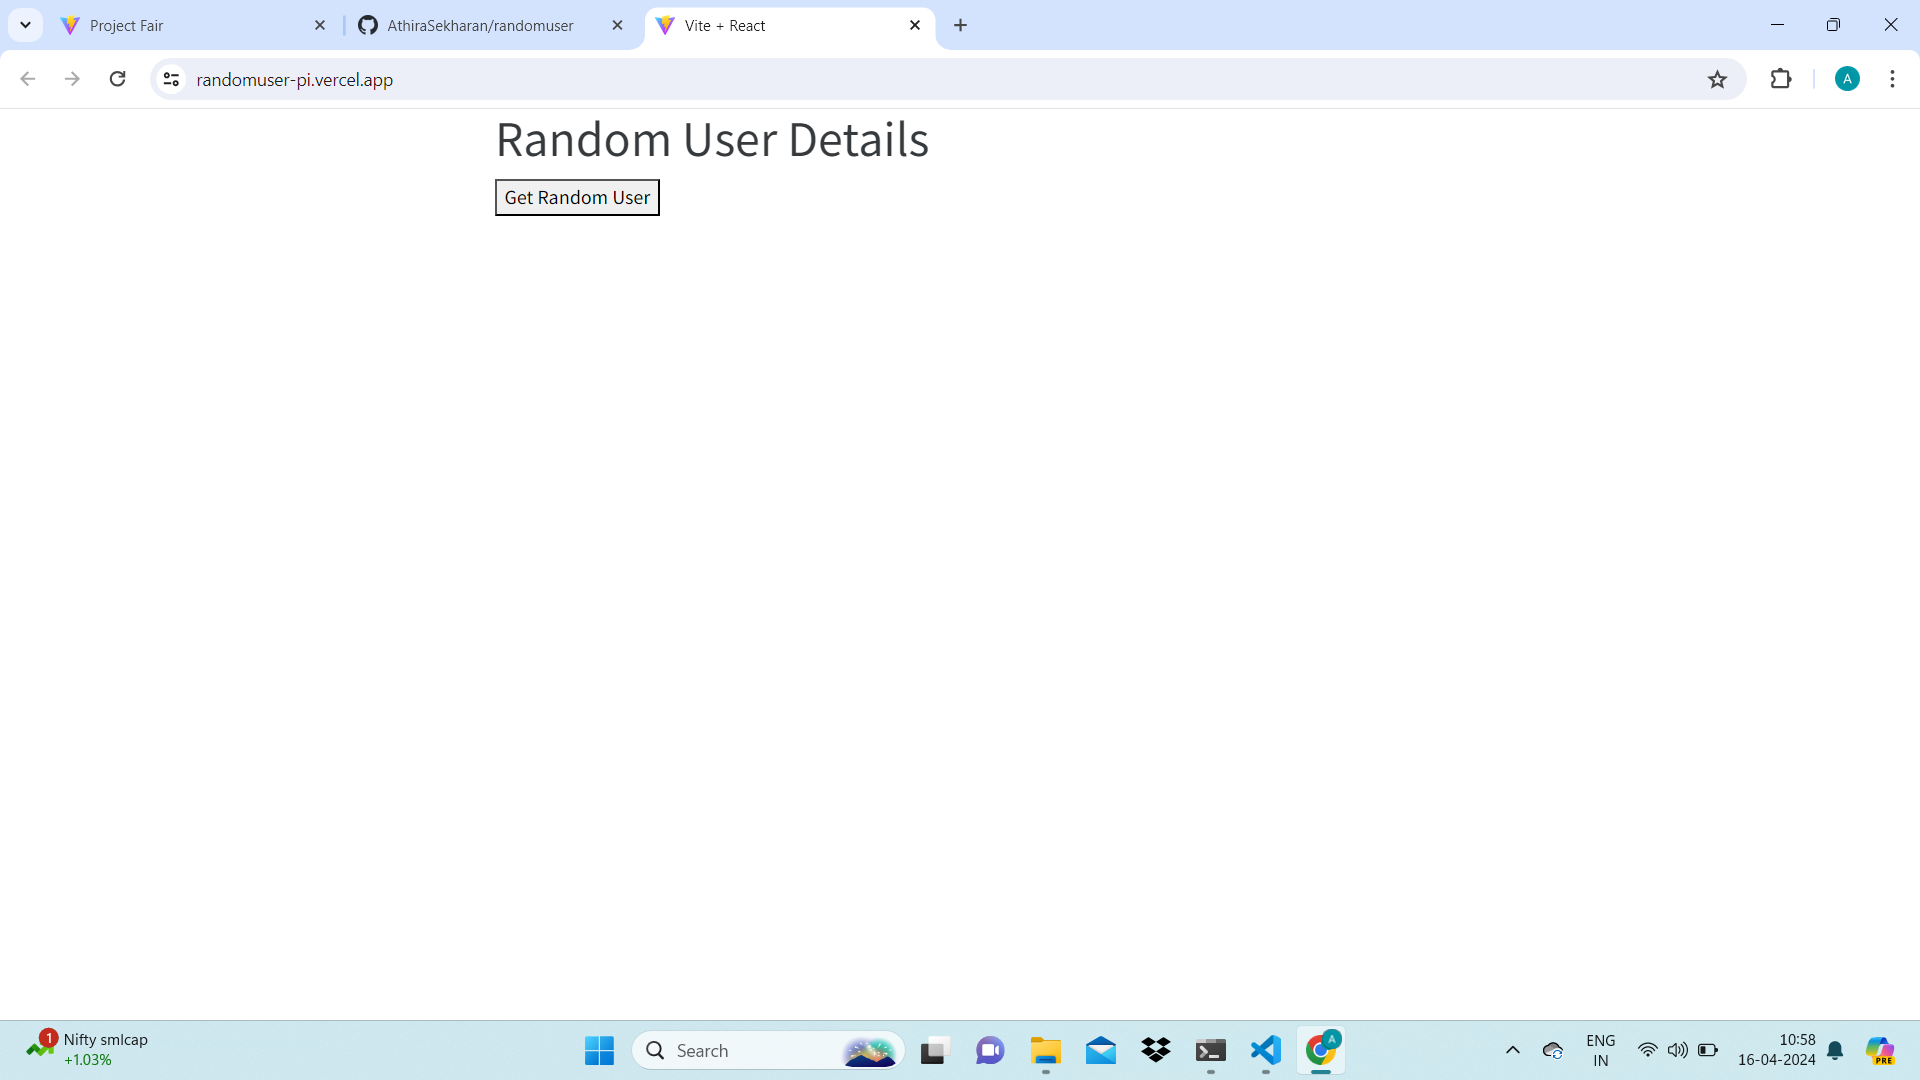 Project Fair
AthiraSekharan/randomuser
Vite + React
randomuser-pi.vercel.app
A
Random User Details
Get Random User
1
Nifty smlcap
+1.03%
Search
A
ENG
IN
10:58
16-04-2024
PRE